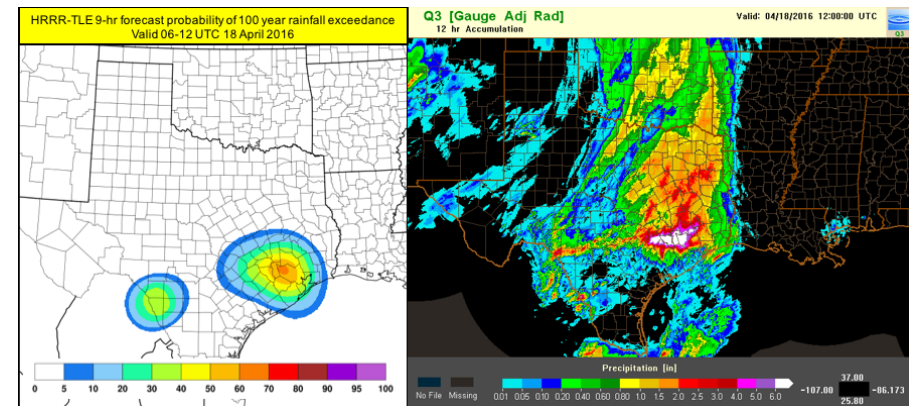 HRRR-TLE 9-hr forecast probability of 100 year rainfall exceedance
Valid 06-12 UTC 18 April 2016
0 5 10 20 30 40 50 60 70 80 90 95 100
Q3 [Gauge Adj Rad]
12 hr Accumulation
Valid: 04/18/2016 12:00:00 UTC
Q3
Precipitation [in]
No File Missing
0.01 0.05 0.10 0.20 0.40 0.60 0.80 1.0 1.5 2.0 2.5 3.0 4.0 5.0 6.0
37.00
-107.00 -86.173
25.80